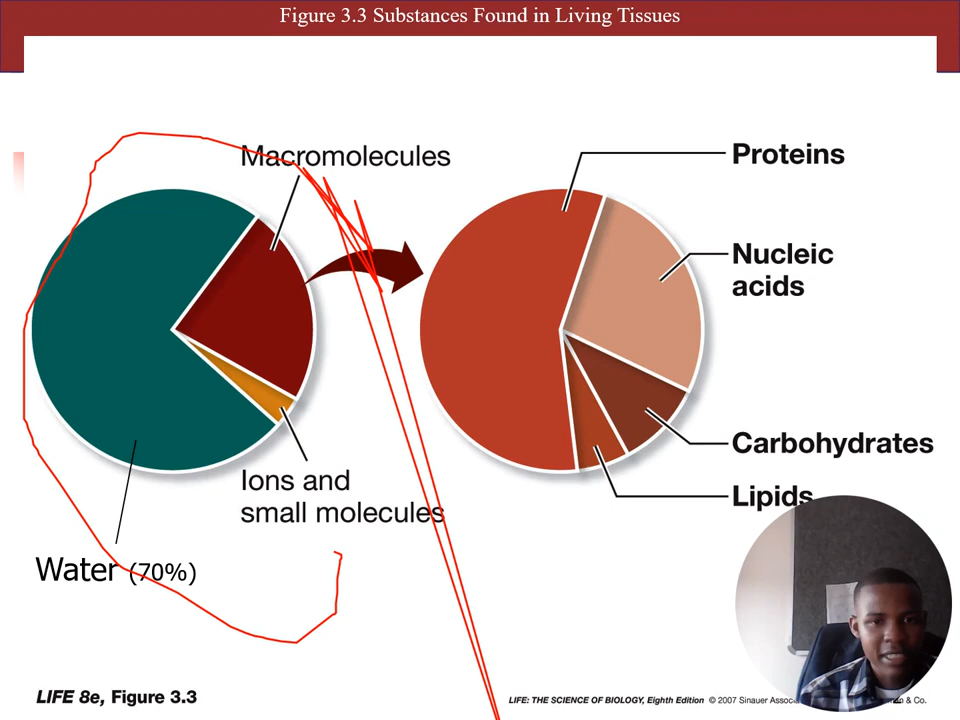 Figure 3.3 Substances Found in Living Tissues
Macromolecules
Proteins
Nucleic
acids
Carbohydrates
Lipids
Ions and
small molecules
Water (70%)
LIFE 8e, Figure 3.3
LIFE: THE SCIENCE OF BIOLOGY, Eighth Edition © 2007 Sinauer & Co.